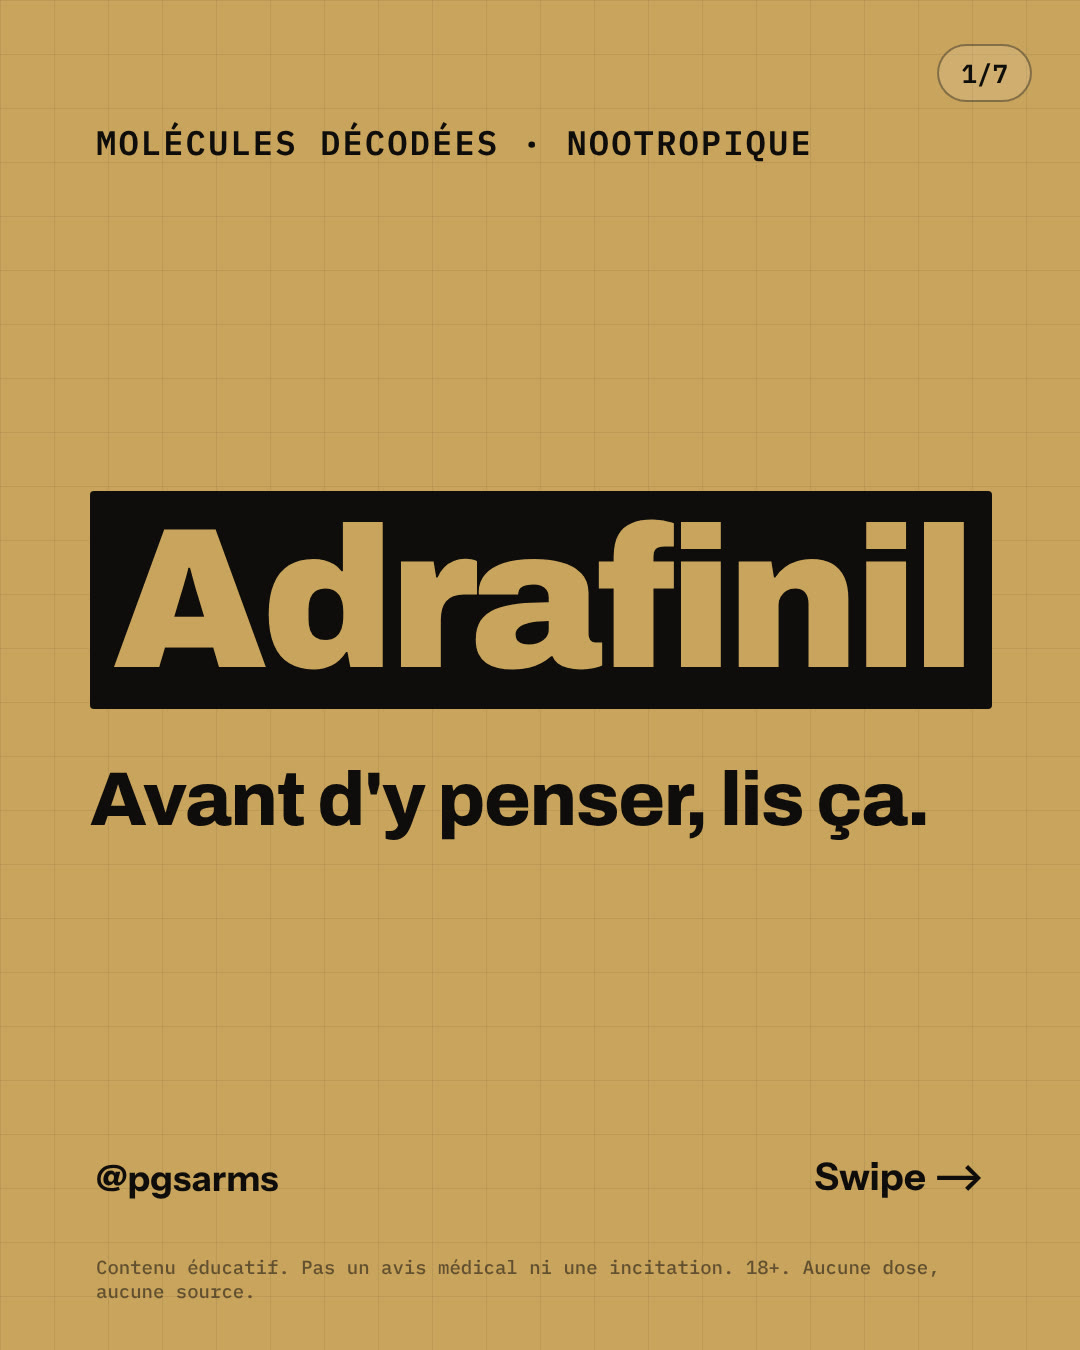 1/7
MOLÉCULES DÉCODÉES · NOOTROPIQUE
Adrafinil
Avant d'y penser, lis ça.
@pgsarms
Swipe →
Contenu éducatif. Pas un avis médical ni une incitation. 18+. Aucune dose,
aucune source.